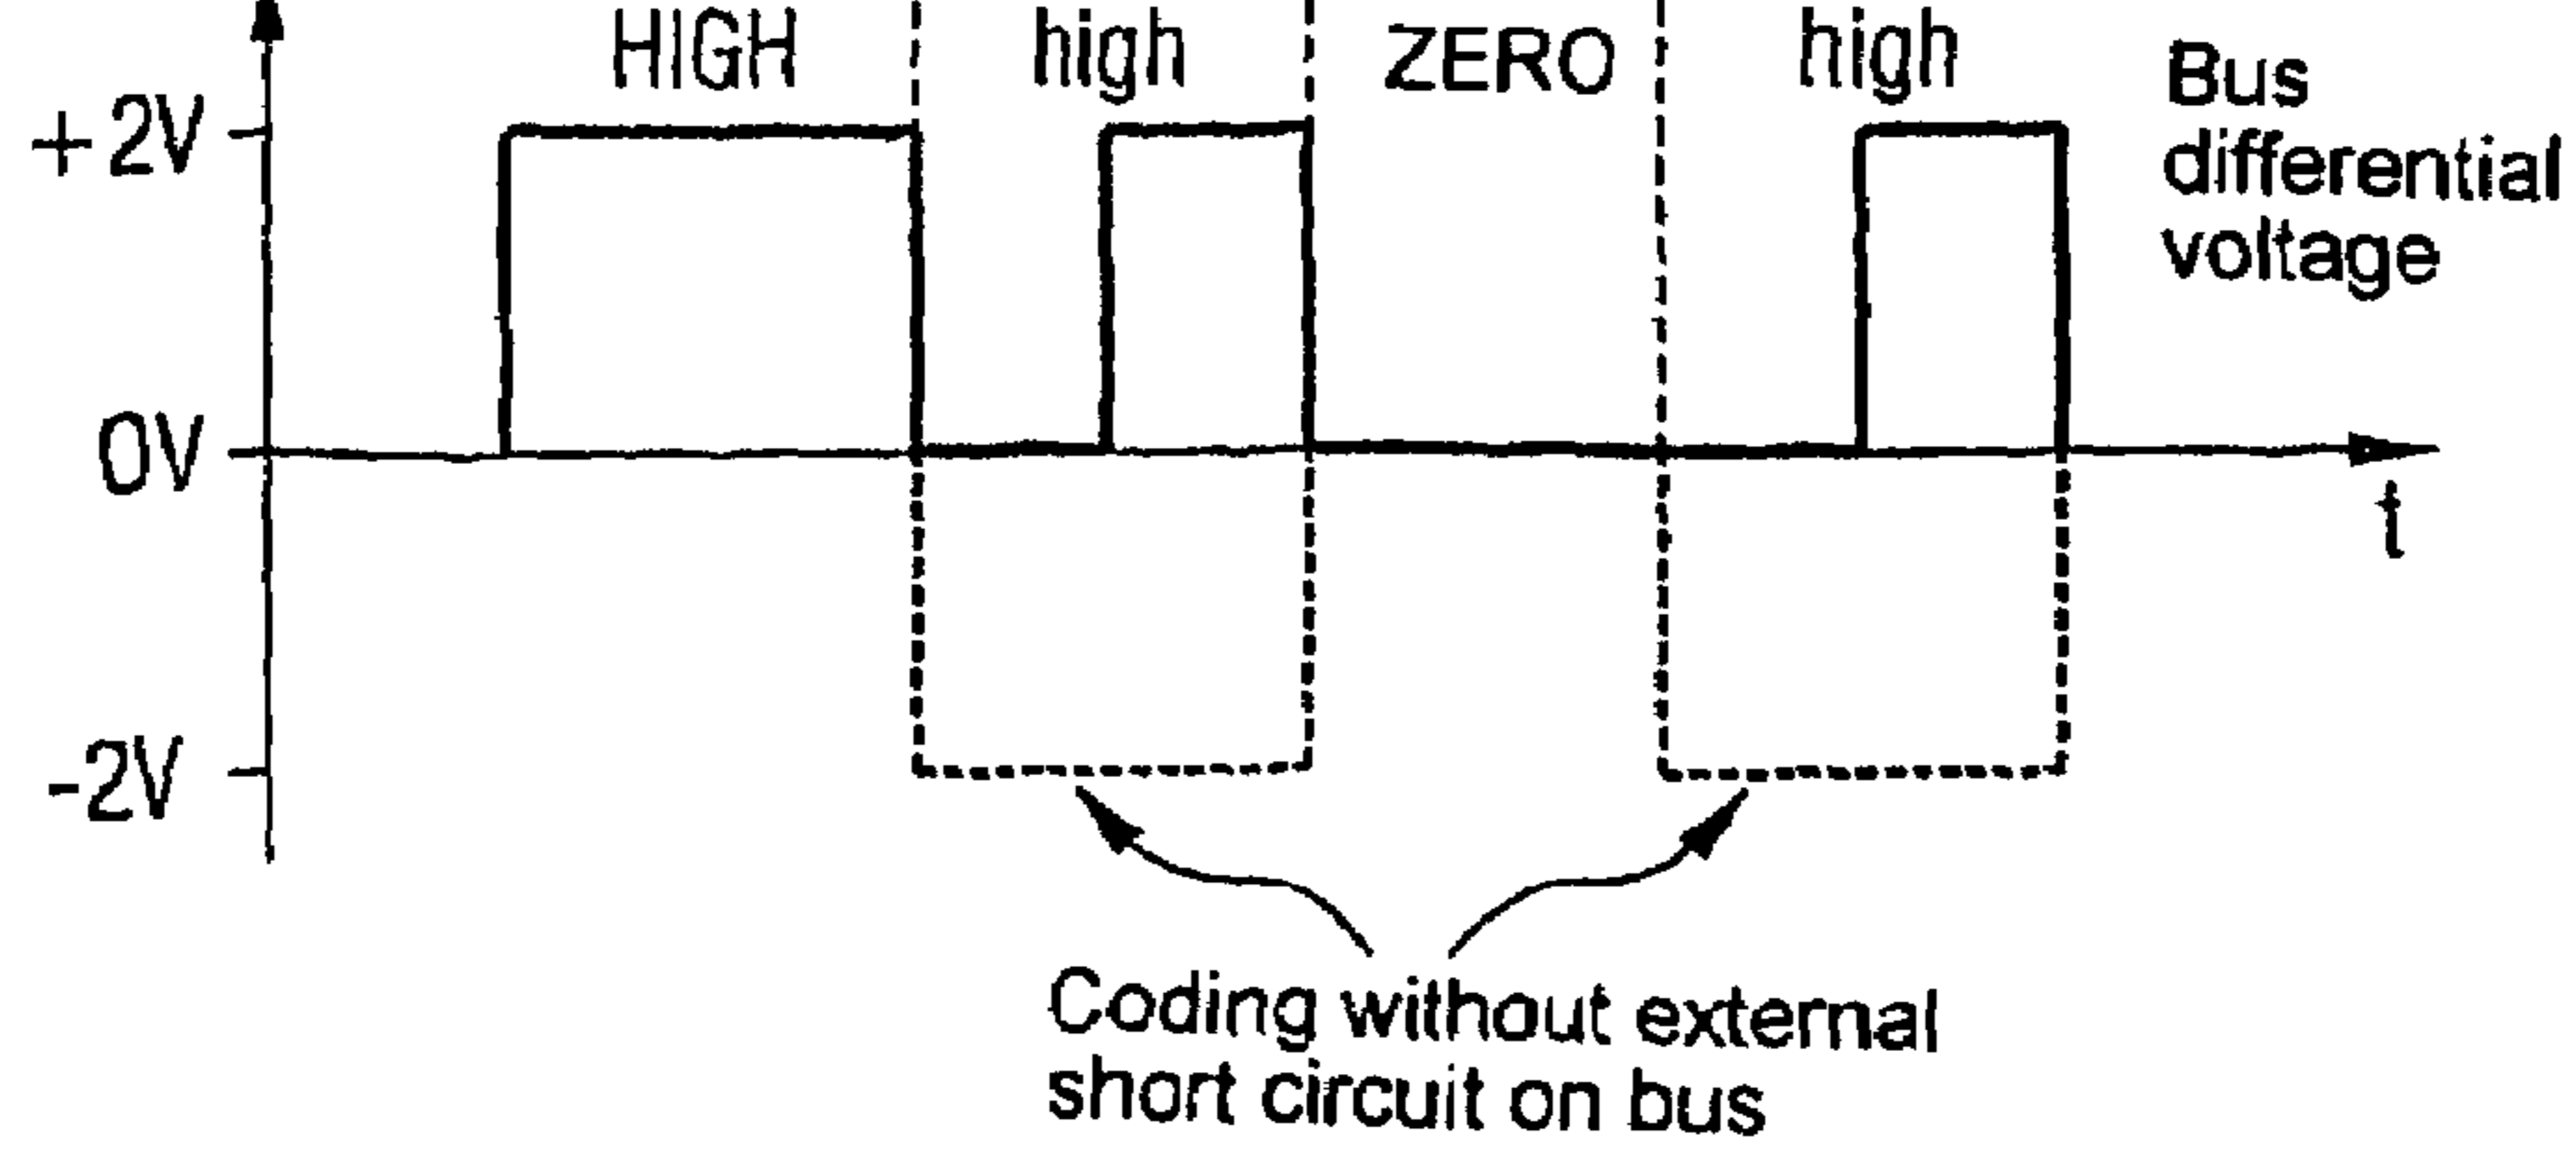 HIGH high ZERO high
Bus
differential
voltage
+2V
0V
-2V
t
Coding without external
short circuit on bus